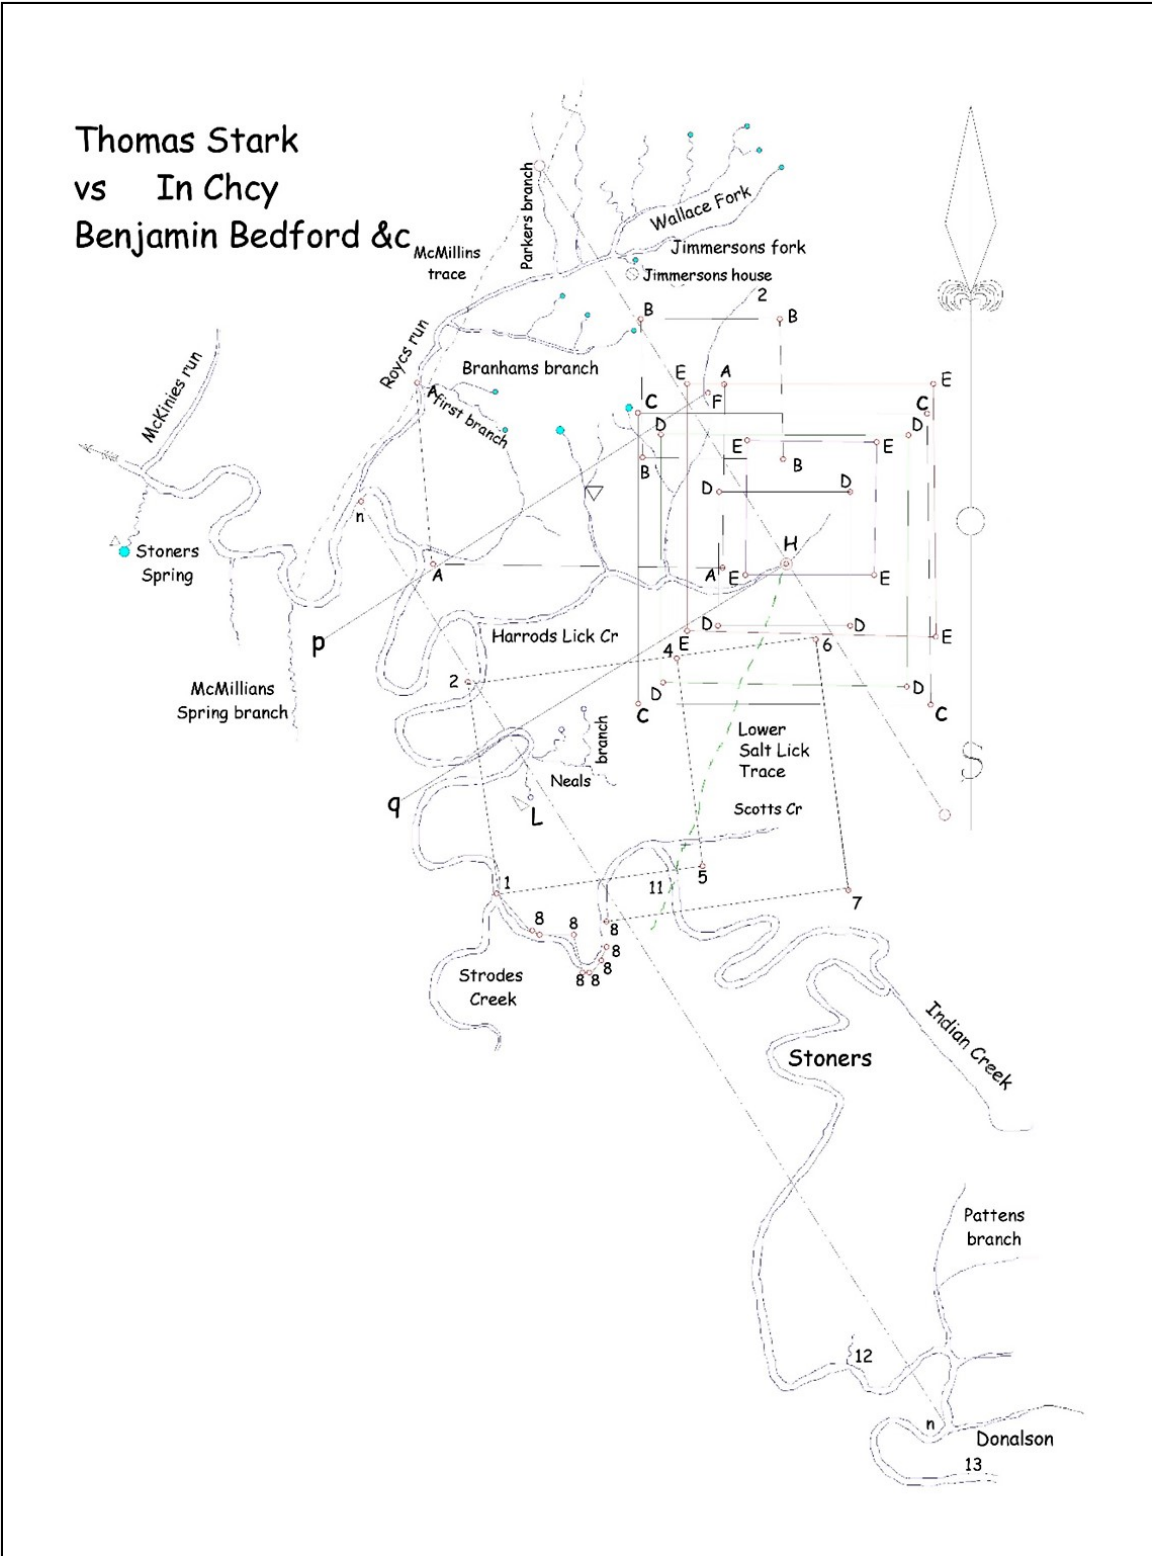 Thomas Stark
vs In Chcy
Benjamin Bedford &c
McMillins
trace
Parkers branch
Wallace Fork
Jimmersons fork
Jimmersons house
2
B
B
Roycs run
McKinies run
Branhams branch
E
A
E
F
C
C
A
first branch
D
D
E
E
B
B
D
D
n
Stoners
Spring
H
A
A
E
E
p
Harrods Lick Cr
D
D
E
E
4
6
2
McMillians
Spring branch
D
D
C
C
branch
Neals
Lower
Salt Lick
Trace
S
q
L
Scotts Cr
1
11
5
7
8
8
8
8
8
8
8
Strodes
Creek
Stoners
Indian Creek
Pattens
branch
12
n
Donalson
13